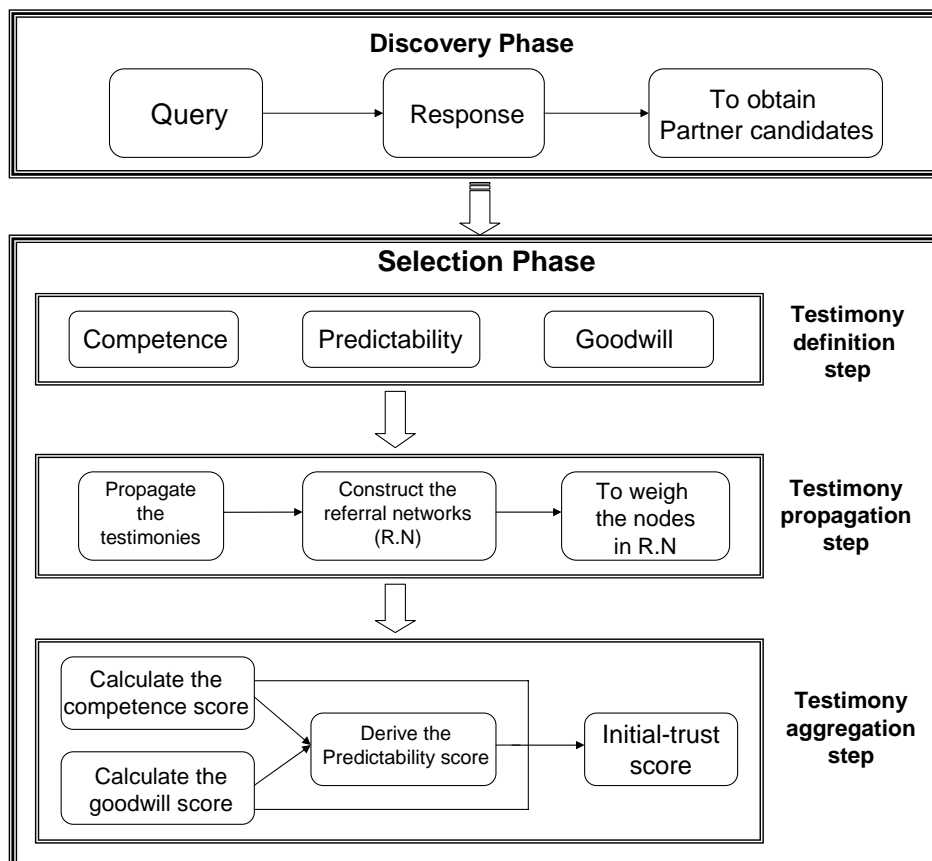 Discovery Phase
Query
Response
To obtain
Partner candidates
Selection Phase
Competence
Predictability
Goodwill
Testimony
definition
step
Propagate
the
testimonies
Construct the
referral networks
(R.N)
To weigh
the nodes
in R.N
Testimony
propagation
step
Calculate the
competence score
Calculate the
goodwill score
Derive the
Predictability score
Initial-trust
score
Testimony
aggregation
step